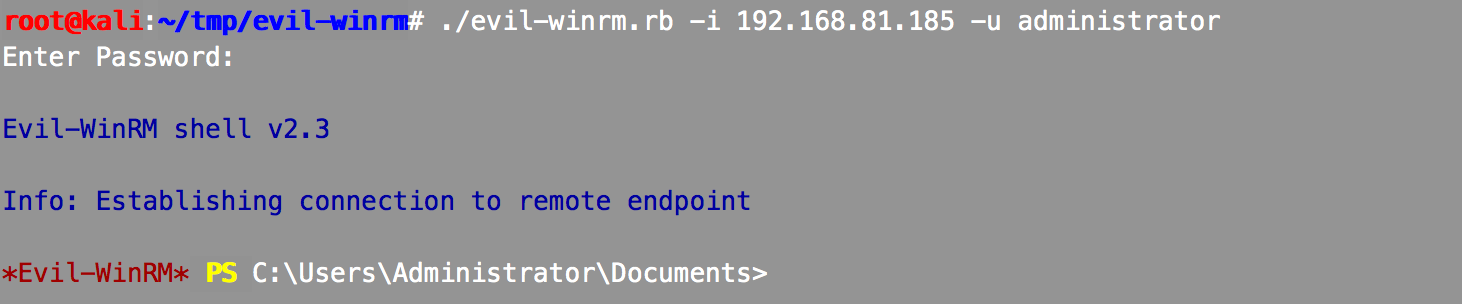 root@kali:~/tmp/evil-winrm# ./evil-winrm.rb -i 192.168.81.185 -u administrator
Enter Password:
Evil-WinRM shell v2.3
Info: Establishing connection to remote endpoint
*Evil-WinRM* PS C:\Users\Administrator\Documents>